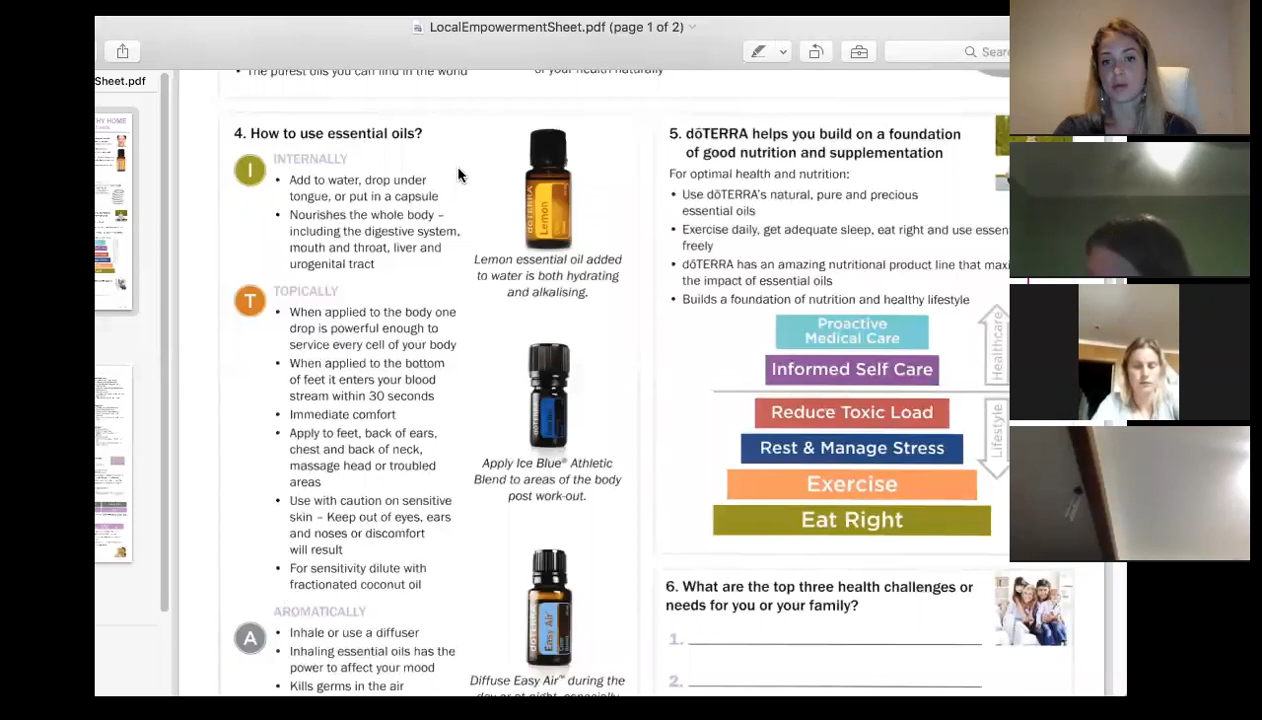 LocalEmpowermentSheet.pdf (page 1 of 2)
Sheet.pdf
The purest oils you can find in the world
of your health naturally
4. How to use essential oils?
I
INTERNALLY
• Add to water, drop under
tongue, or put in a capsule
• Nourishes the whole body –
including the digestive system,
mouth and throat, liver and
urogenital tract
dōTERRA
Lemon
Lemon essential oil added
to water is both hydrating
and alkalising.
T
TOPICALLY
• When applied to the body one
drop is powerful enough to
service every cell of your body
• When applied to the bottom
of feet it enters your blood
stream within 30 seconds
• Immediate comfort
• Apply to feet, back of ears,
chest and back of neck,
massage head or troubled
areas
• Use with caution on sensitive
skin – Keep out of eyes, ears
and noses or discomfort
will result
• For sensitivity dilute with
fractionated coconut oil
dōTERRA
Apply Ice Blue® Athletic
Blend to areas of the body
post work-out.
A
AROMATICALLY
• Inhale or use a diffuser
• Inhaling essential oils has the
power to affect your mood
• Kills germs in the air
dōTERRA
Easy Air
Diffuse Easy Air™ during the
5. dōTERRA helps you build on a foundation
of good nutrition and supplementation
For optimal health and nutrition:
• Use dōTERRA's natural, pure and precious
essential oils
• Exercise daily, get adequate sleep, eat right and use essen
freely
• dōTERRA has an amazing nutritional product line that maxi
the impact of essential oils
• Builds a foundation of nutrition and healthy lifestyle
Proactive
Medical Care
Informed Self Care
Healthcare
Reduce Toxic Load
Rest & Manage Stress
Exercise
Eat Right
Lifestyle
6. What are the top three health challenges or
needs for you or your family?
1.
2.